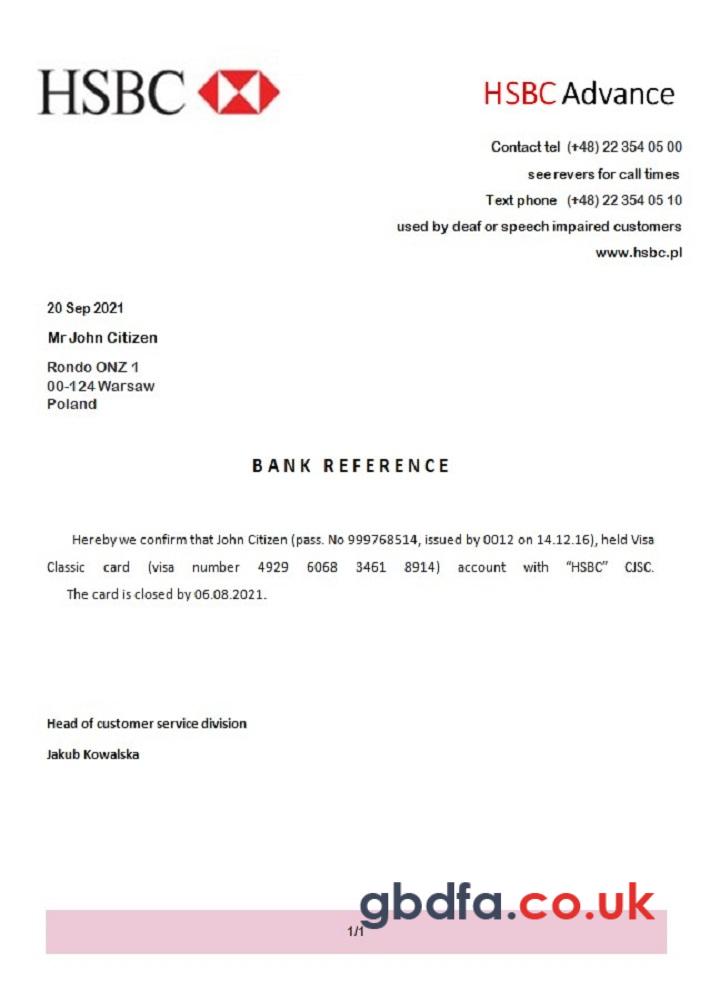 HSBC
HSBC Advance
Contact tel (+48) 22 354 05 00
see revers for call times
Text phone (+48) 22 354 05 10
used by deaf or speech impaired customers
www.hsbc.pl
20 Sep 2021
Mr John Citizen
Rondo ONZ 1
00-124 Warsaw
Poland
BANK REFERENCE
Hereby we confirm that John Citizen (pass. No 999768514, issued by 0012 on 14.12.16), held Visa
Classic card (visa number 4929 6068 3461 8914) account with "HSBC" CJSC.
The card is closed by 06.08.2021.
Head of customer service division
Jakub Kowalska
gbdfa.co.uk
1/1